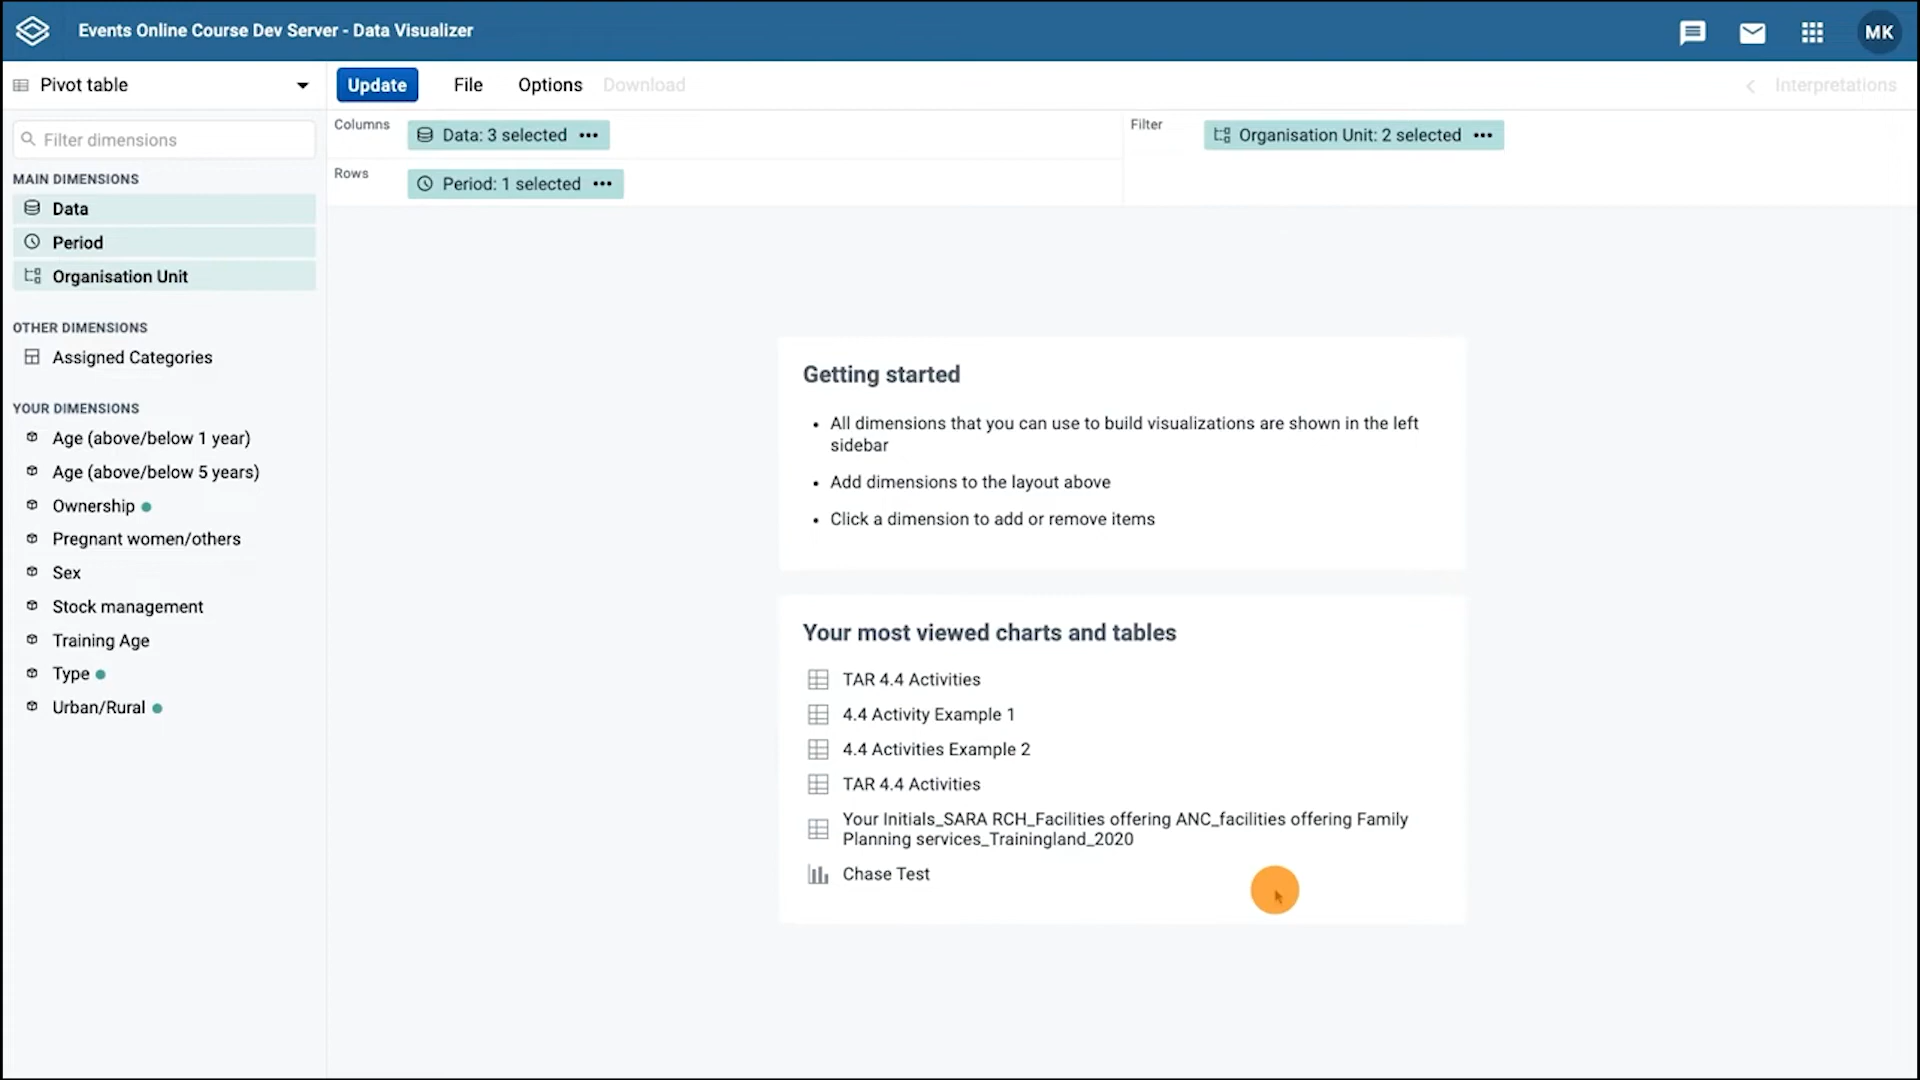 Events Online Course Dev Server - Data Visualizer
MK
Pivot table
Update
File
Options
Download
Interpretations
Filter dimensions
Columns
Data: 3 selected
Filter
Organisation Unit: 2 selected
Rows
Period: 1 selected
MAIN DIMENSIONS
Data
Period
Organisation Unit
OTHER DIMENSIONS
Assigned Categories
YOUR DIMENSIONS
Age (above/below 1 year)
Age (above/below 5 years)
Ownership
Pregnant women/others
Sex
Stock management
Training Age
Type
Urban/Rural
Getting started
All dimensions that you can use to build visualizations are shown in the left
sidebar
Add dimensions to the layout above
Click a dimension to add or remove items
Your most viewed charts and tables
TAR 4.4 Activities
4.4 Activity Example 1
4.4 Activities Example 2
TAR 4.4 Activities
Your Initials_SARA RCH_Facilities offering ANC_facilities offering Family
Planning services_Trainingland_2020
Chase Test